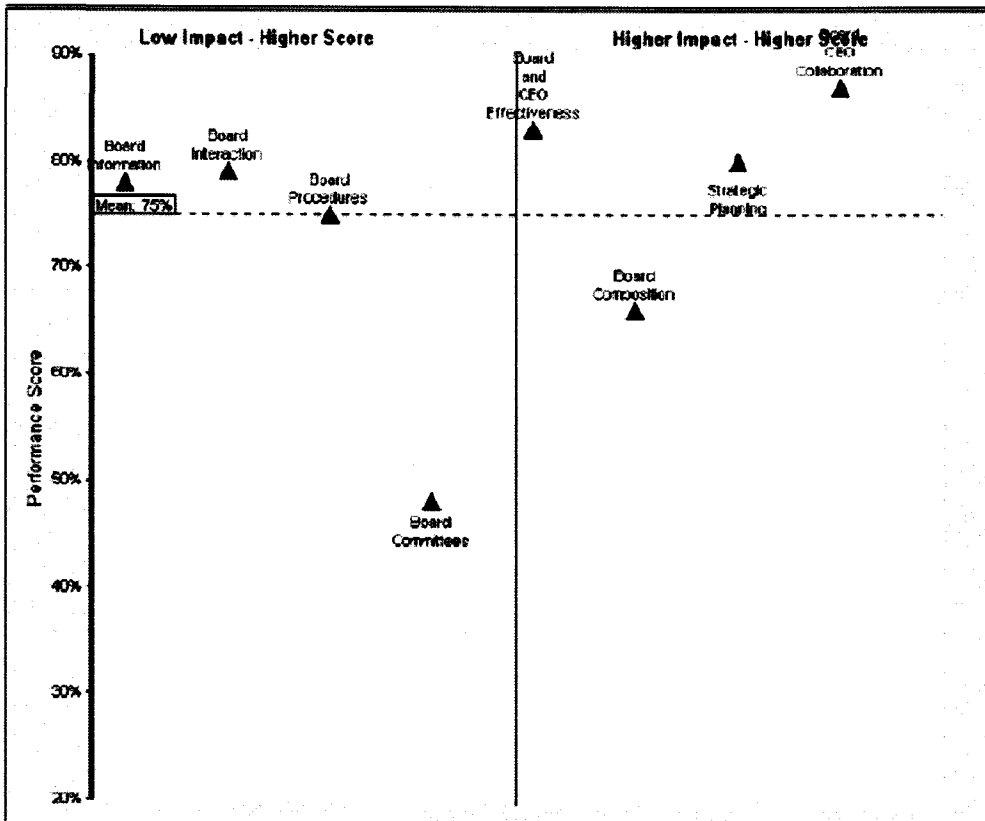 Low Impact - Higher Score
Higher Impact - Higher Score
90%
80%
70%
60%
50%
40%
30%
20%
Performance Score
Board
Information
Mean: 75%
Board
Interaction
Board
Procedures
Board
Committees
Board
and
CEO
Effectiveness
Board
Composition
Strategic
Planning
Board
CEO
Collaboration